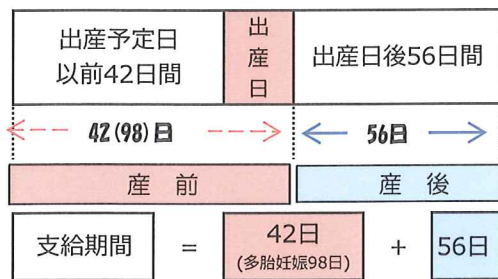 出産予定日
以前42日間
出産日
出産日後56日間
42(98)日
56日
産 前
産 後
支給期間 = 42日 + 56日
(多胎妊娠98日)